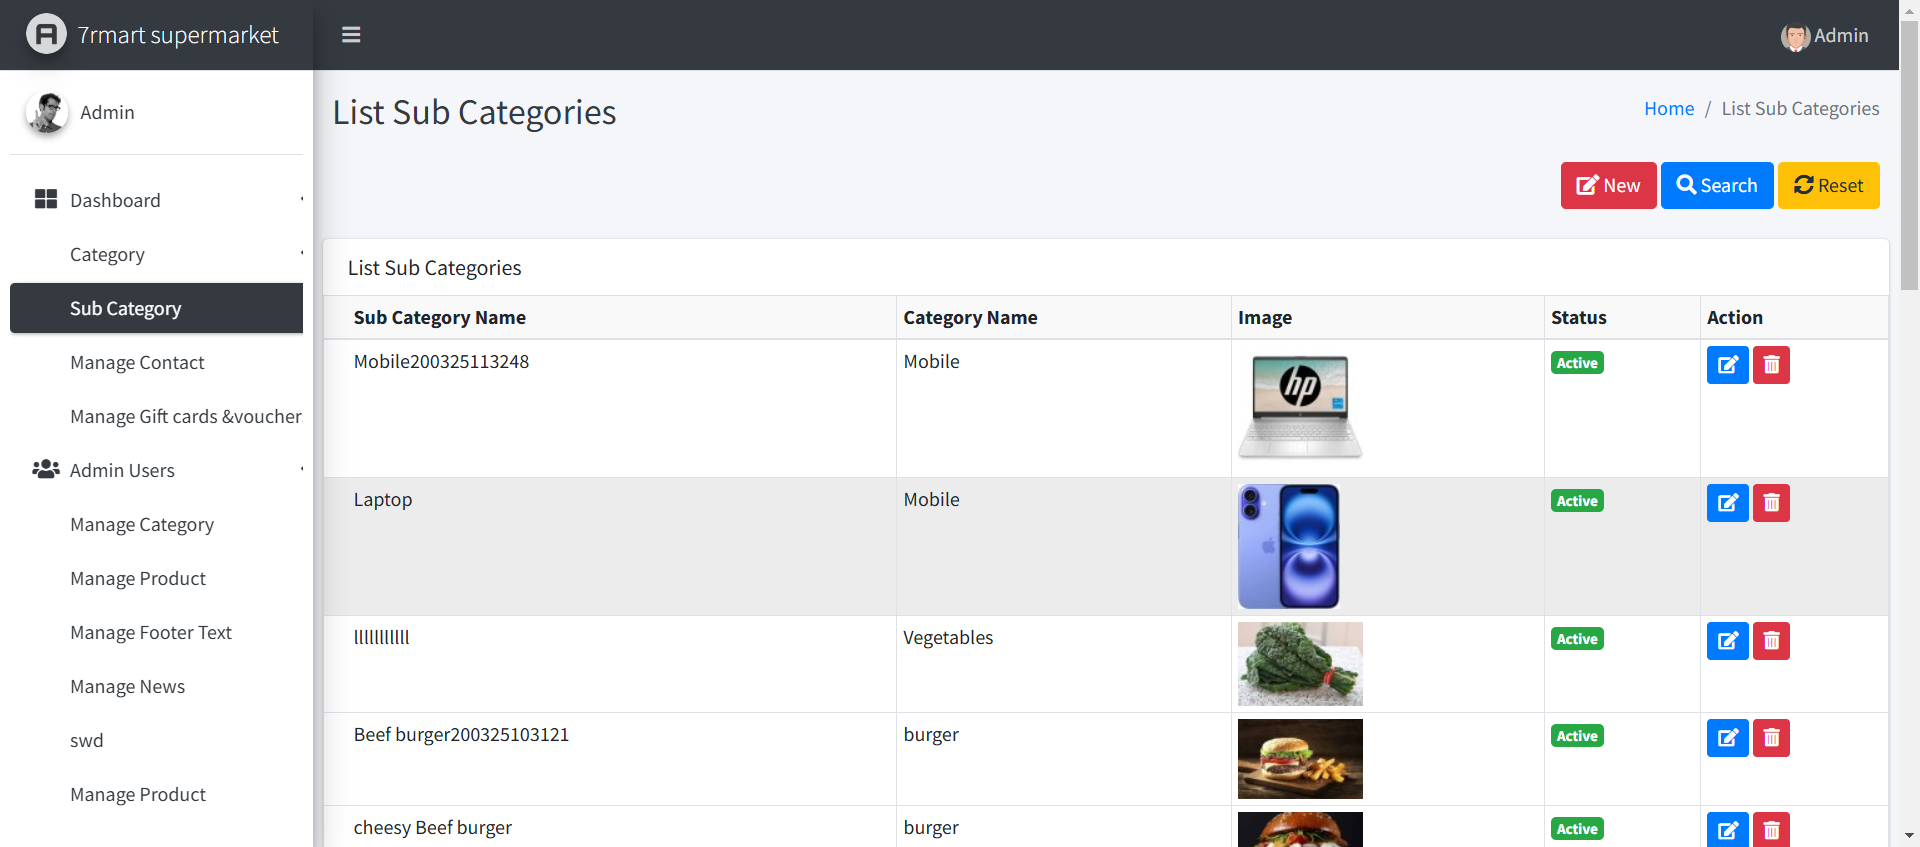 7rmart supermarket
Admin
Admin
Dashboard
Category
Sub Category
Manage Contact
Manage Gift cards &voucher
Admin Users
Manage Category
Manage Product
Manage Footer Text
Manage News
swd
Manage Product
List Sub Categories
Home / List Sub Categories
New Search Reset
List Sub Categories
Sub Category Name Category Name Image Status Action
Mobile200325113248 Mobile hp Active
Laptop Mobile Active
lllllllllll Vegetables Active
Beef burger200325103121 burger Active
cheesy Beef burger burger Active